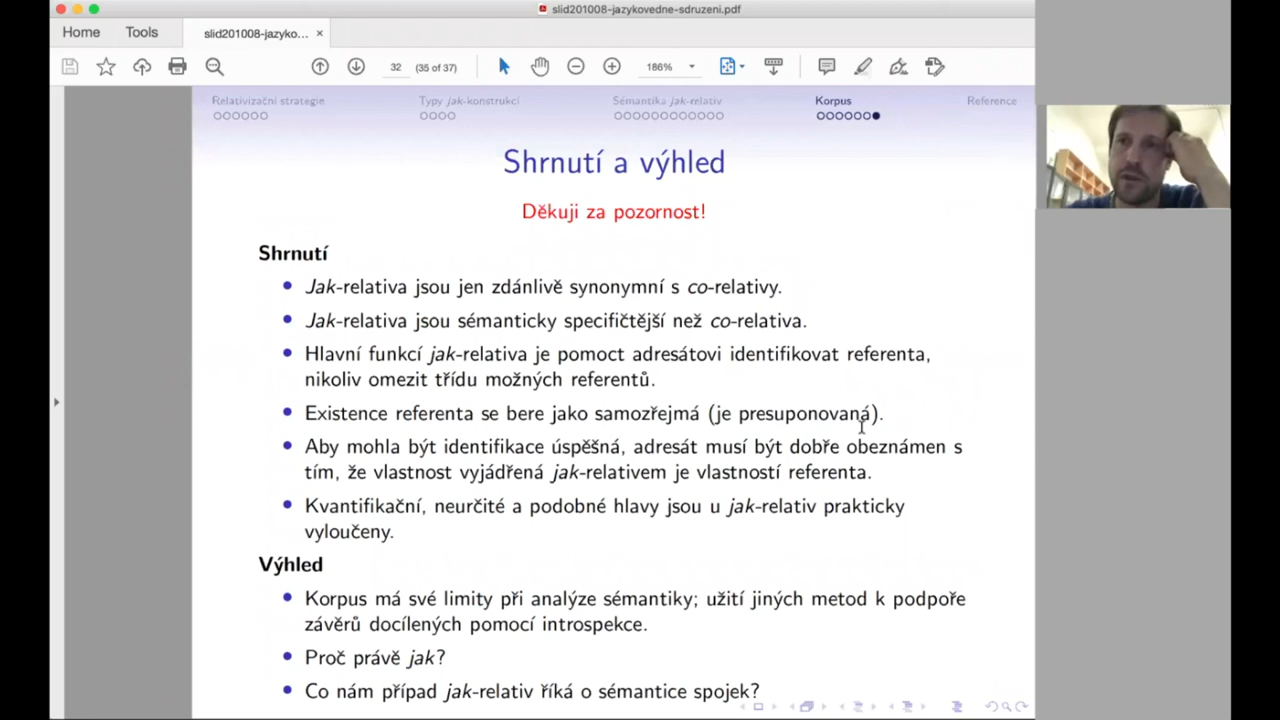 slid201008-jazykovedne-sdruzeni.pdf
Home Tools slid201008-jazyko... ×
32 (35 of 37) 186%
Relativizační strategie Typy jak-konstrukcí Sémantika jak-relativ Korpus Reference
Shrnutí a výhled
Děkuji za pozornost!
Shrnutí
Jak-relativa jsou jen zdánlivě synonymní s co-relativy.
Jak-relativa jsou sémanticky specifičtější než co-relativa.
Hlavní funkcí jak-relativa je pomoct adresátovi identifikovat referenta,
nikoliv omezit třídu možných referentů.
Existence referenta se bere jako samozřejmá (je presuponovaná).
Aby mohla být identifikace úspěšná, adresát musí být dobře obeznámen s
tím, že vlastnost vyjádřená jak-relativem je vlastností referenta.
Kvantifikační, neurčité a podobné hlavy jsou u jak-relativ prakticky
vyloučeny.
Výhled
Korpus má své limity při analýze sémantiky; užití jiných metod k podpoře
závěrů docílených pomocí introspekce.
Proč právě jak?
Co nám případ jak-relativ říká o sémantice spojek?